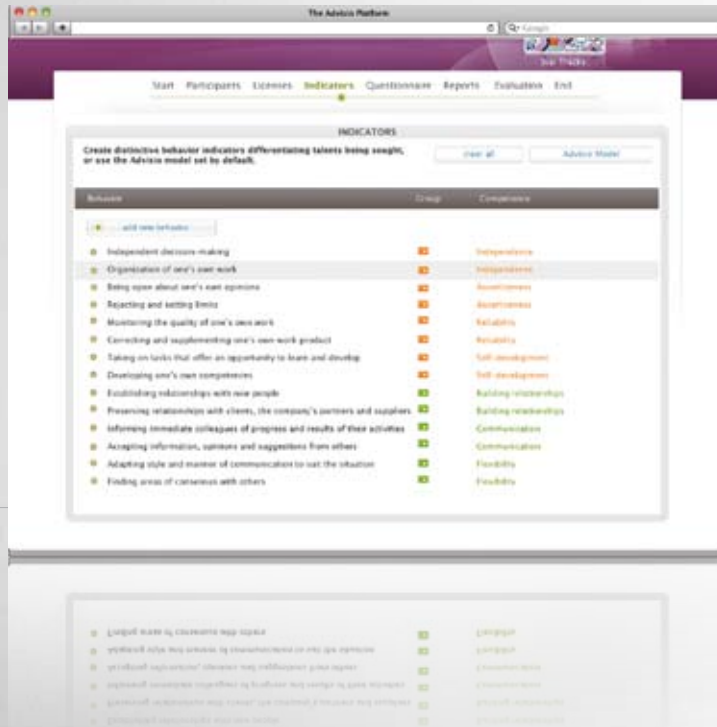 The Advisio Platform
Google
Start Participants Licenses Indicators Questionnaire Reports Evaluation End
INDICATORS
Create distinctive behavior indicators differentiating talents being sought,
or use the Advisio model set by default.
clear all Advisio Model
Behavior Group Competence
add new behavior
Independent decision-making Independence
Organization of one's own work Independence
Being open about one's own opinions Assertiveness
Rejecting and setting limits Assertiveness
Monitoring the quality of one's own work Reliability
Correcting and supplementing one's own work product Reliability
Taking on tasks that offer an opportunity to learn and develop Self-development
Developing one's own competencies Self-development
Establishing relationships with new people Building relationships
Preserving relationships with clients, the company's partners and suppliers Building relationships
Informing immediate colleagues of progress and results of their activities Communication
Accepting information, opinions and suggestions from others Communication
Adapting style and manner of communication to suit the situation Flexibility
Finding areas of consensus with others Flexibility